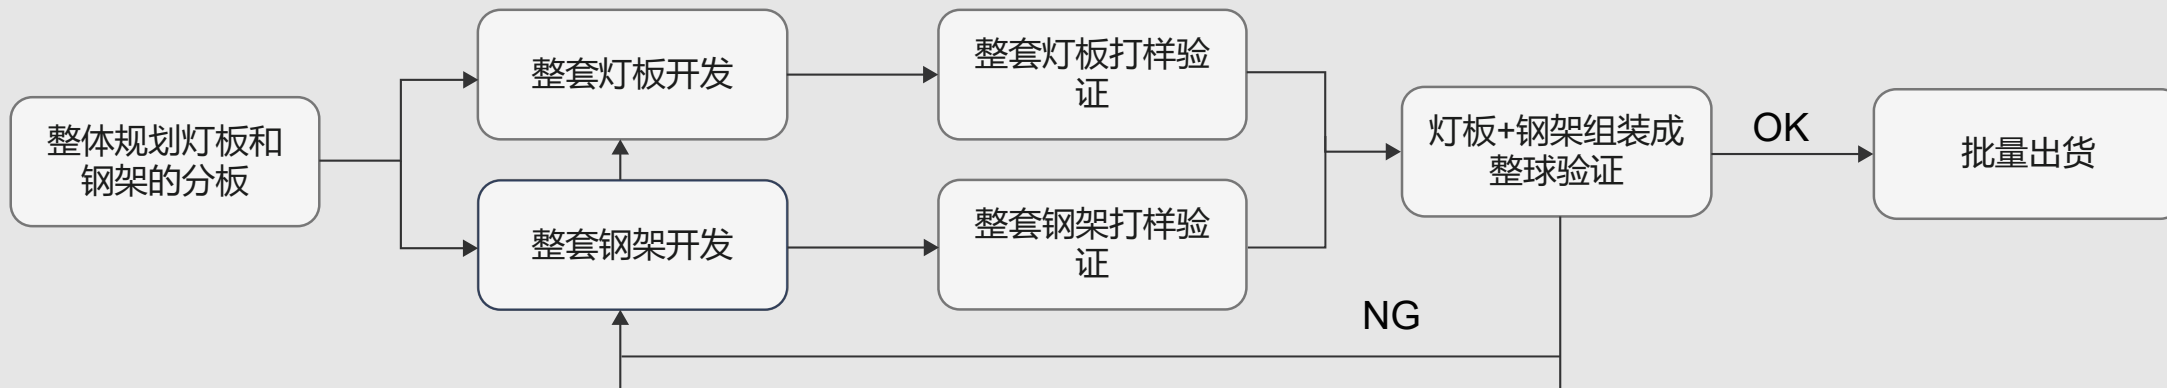 整体规划灯板和
钢架的分板
整套灯板开发
整套钢架开发
整套灯板打样验
证
整套钢架打样验
证
灯板+钢架组装成
整球验证
OK
批量出货
NG